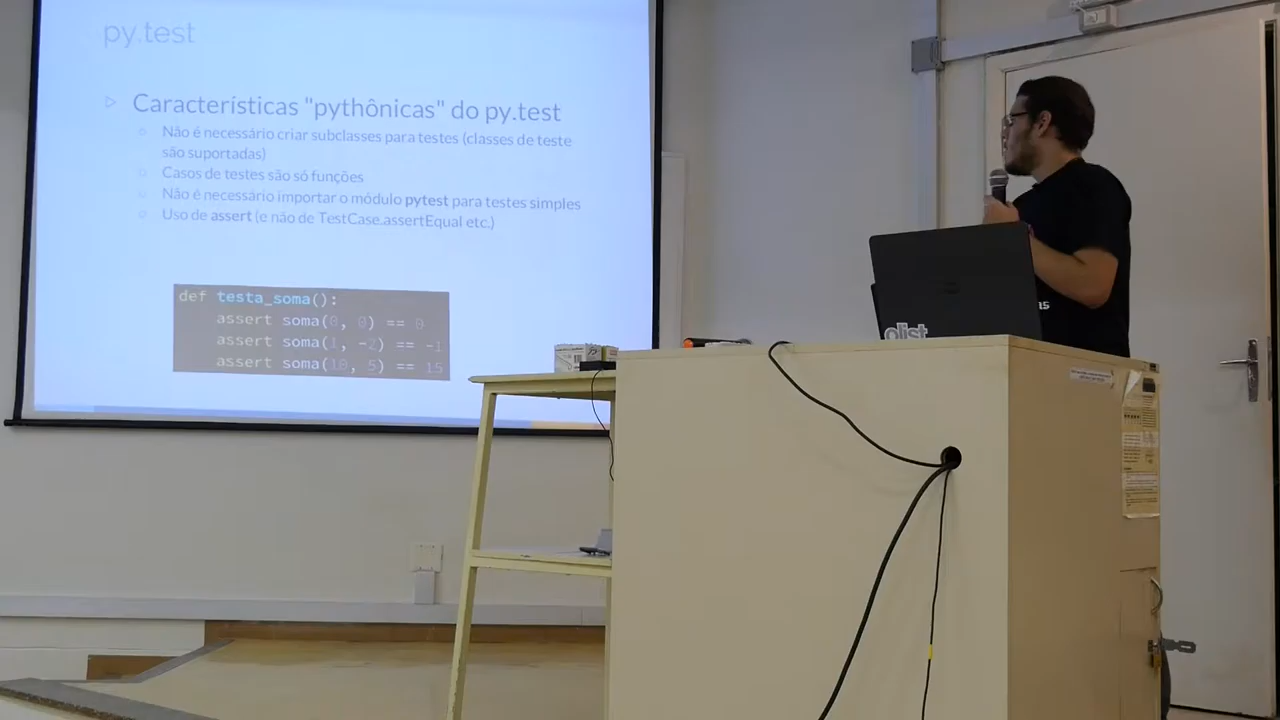 py.test
Características "pythônicas" do py.test
Não é necessário criar subclasses para testes (classes de teste
são suportadas)
Casos de testes são só funções
Não é necessário importar o módulo pytest para testes simples
Uso de assert (e não de TestCase.assertEqual etc.)
def testa_soma():
assert soma(0, 0) == 0
assert soma(1, -2) == -1
assert soma(10, 5) == 15
olist
as